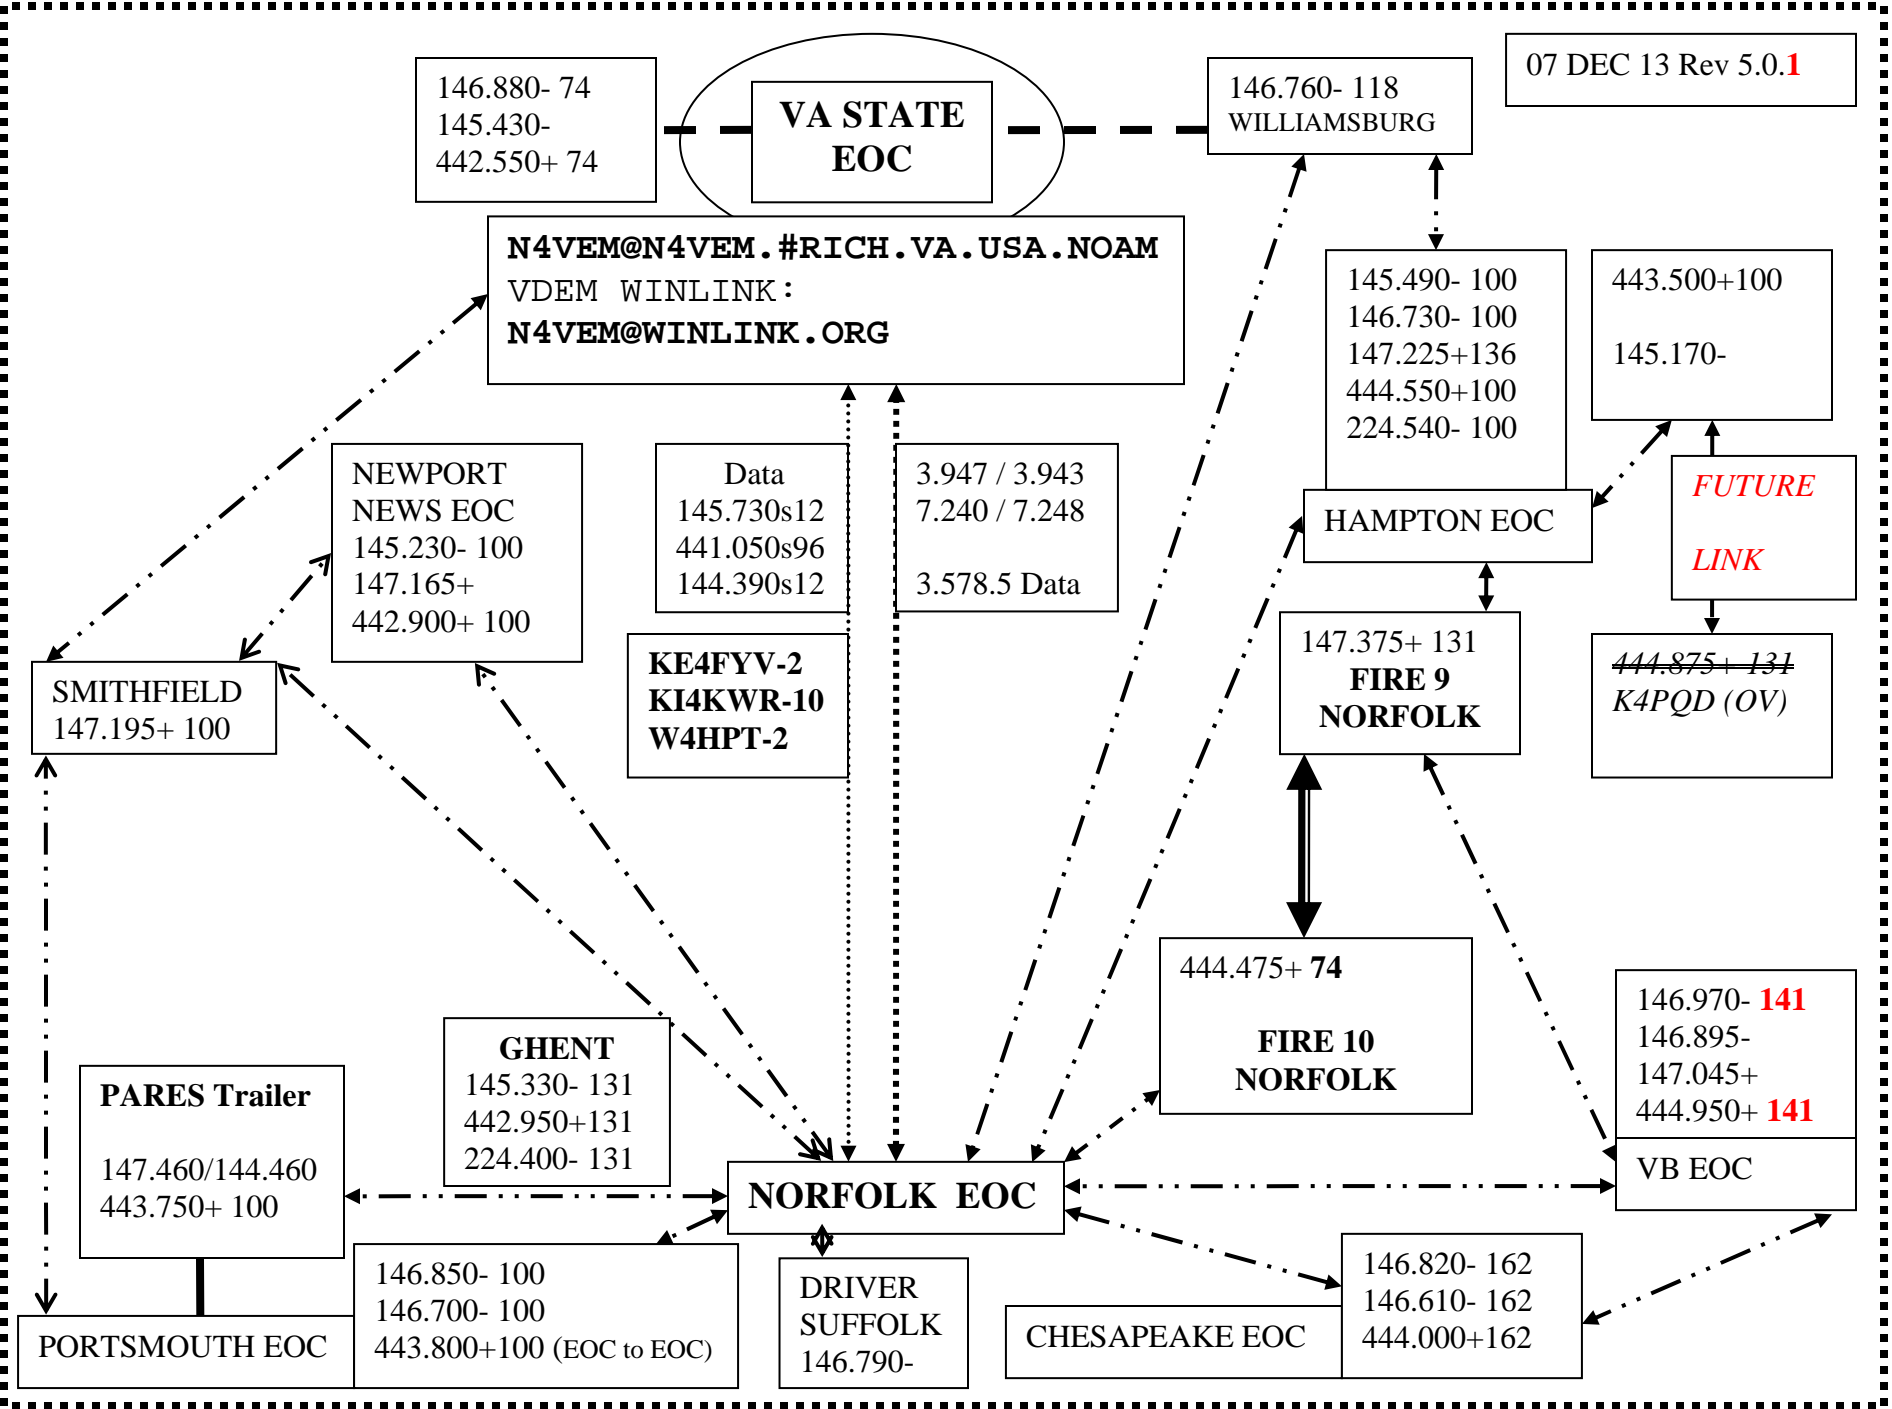 07 DEC 13 Rev 5.0.1
146.880- 74
145.430-
442.550+ 74
VA STATE
EOC
146.760- 118
WILLIAMSBURG
N4VEM@N4VEM.#RICH.VA.USA.NOAM
VDEM WINLINK:
N4VEM@WINLINK.ORG
145.490- 100
146.730- 100
147.225+136
444.550+100
224.540- 100
HAMPTON EOC
443.500+100
145.170-
FUTURE
LINK
444.875+ 131
K4PQD (OV)
NEWPORT
NEWS EOC
145.230- 100
147.165+
442.900+ 100
Data
145.730s12
441.050s96
144.390s12
3.947 / 3.943
7.240 / 7.248
3.578.5 Data
KE4FYV-2
KI4KWR-10
W4HPT-2
SMITHFIELD
147.195+ 100
147.375+ 131
FIRE 9
NORFOLK
444.475+ 74
FIRE 10
NORFOLK
146.970- 141
146.895-
147.045+
444.950+ 141
VB EOC
GHENT
145.330- 131
442.950+131
224.400- 131
PARES Trailer
147.460/144.460
443.750+ 100
NORFOLK EOC
PORTSMOUTH EOC
146.850- 100
146.700- 100
443.800+100 (EOC to EOC)
DRIVER
SUFFOLK
146.790-
CHESAPEAKE EOC
146.820- 162
146.610- 162
444.000+162